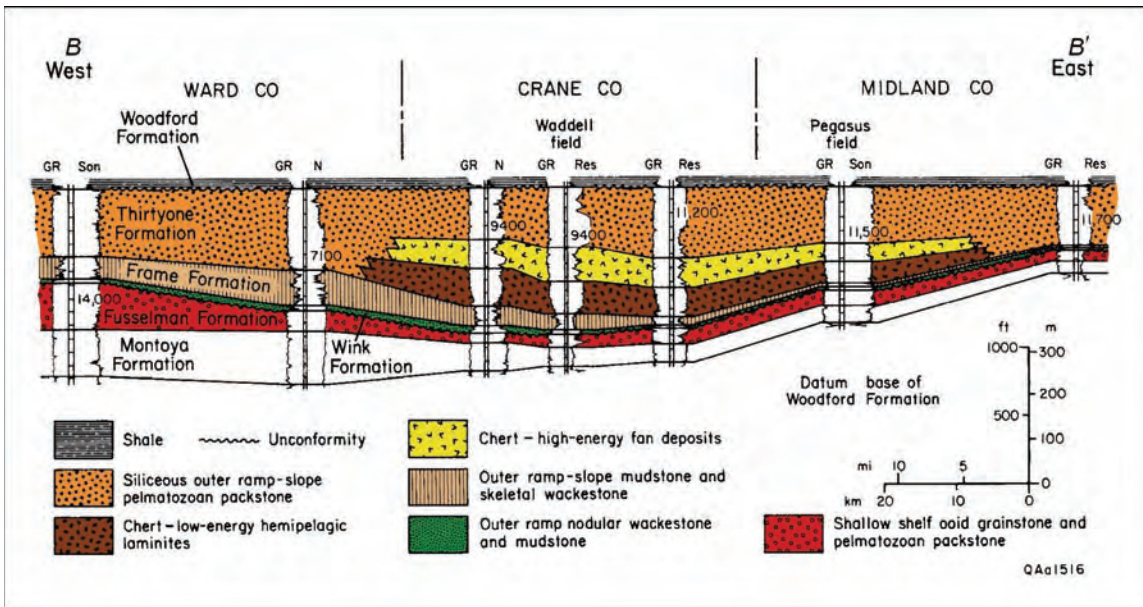 B
West
B'
East
WARD CO
CRANE CO
MIDLAND CO
Woodford
Formation
Waddell
field
Pegasus
field
GR Son
GR N
GR N
GR Res
GR Res
GR Son
GR Res
Thirtyone
Formation
9400
9400
11,200
11,500
11,700
7100
Frame Formation
14,000
Fusselman Formation
Montoya
Formation
Wink
Formation
ft m
1000 300
200
500
100
0 0
Datum base of
Woodford Formation
mi 10 5
km 20 10 0
Shale
Unconformity
Siliceous outer ramp-slope
pelmatozoan packstone
Chert-low-energy hemipelagic
laminites
Chert-high-energy fan deposits
Outer ramp-slope mudstone and
skeletal wackestone
Outer ramp nodular wackestone
and mudstone
Shallow shelf ooid grainstone and
pelmatozoan packstone
QAa1516